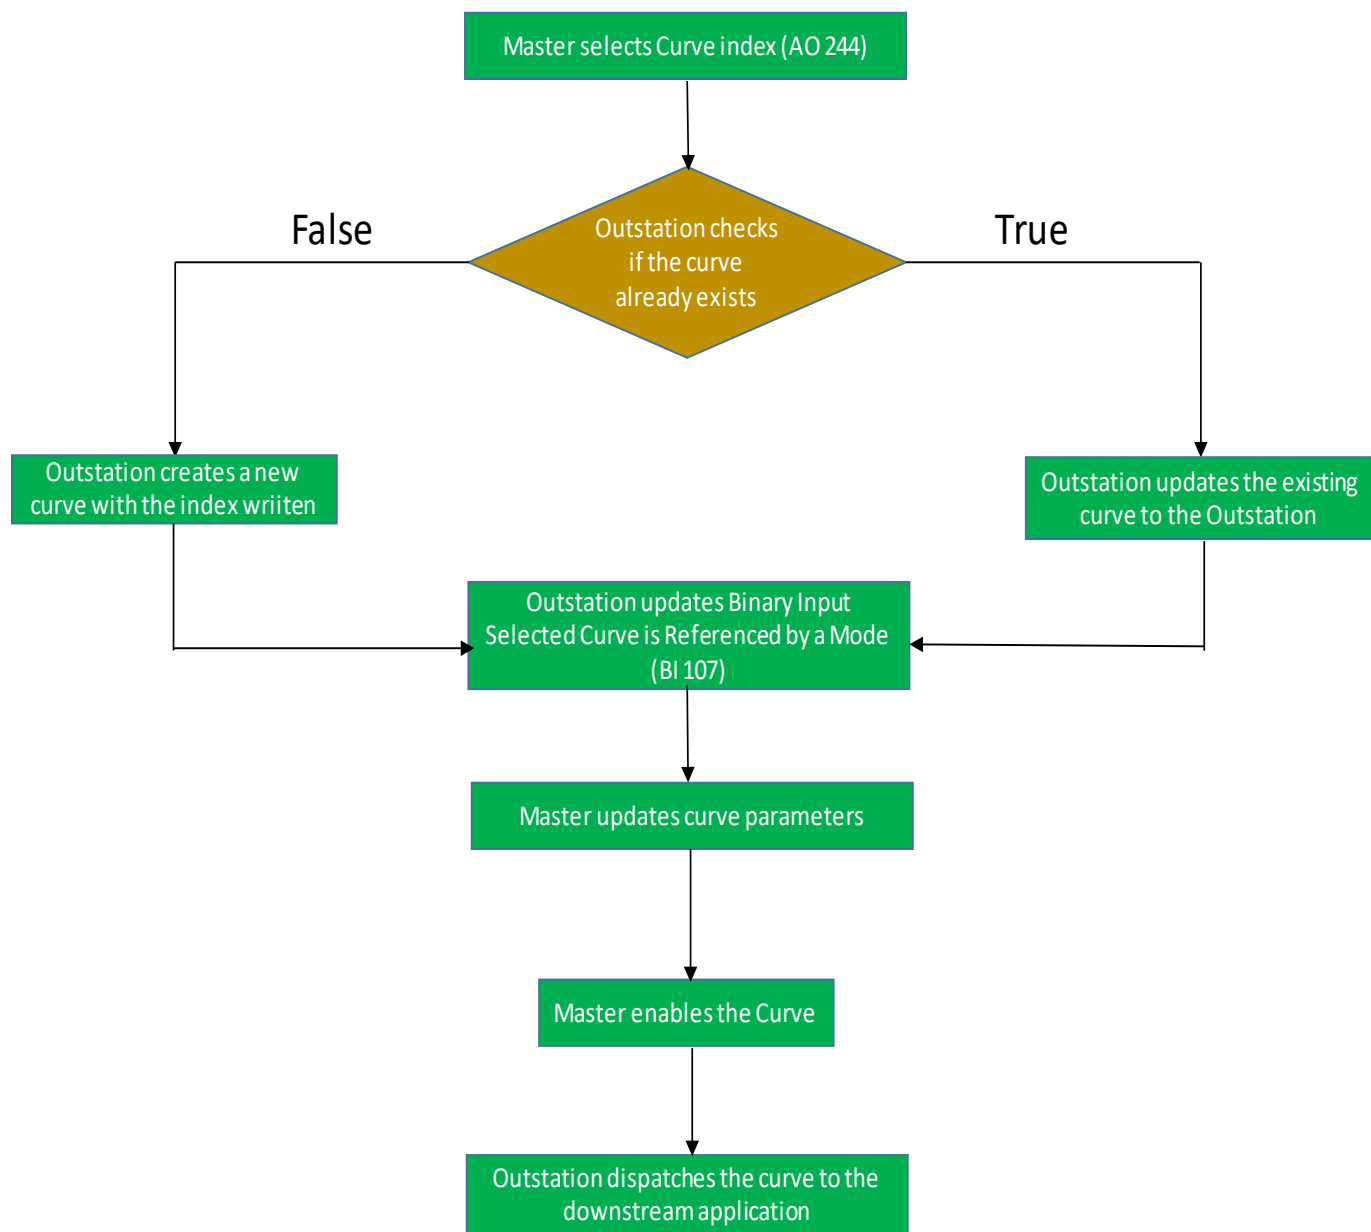 Master selects Curve index (AO 244)
False
True
Outstation checks
if the curve
already exists
Outstation creates a new
curve with the index wriiten
Outstation updates the existing
curve to the Outstation
Outstation updates Binary Input
Selected Curve is Referenced by a Mode
(BI 107)
Master updates curve parameters
Master enables the Curve
Outstation dispatches the curve to the
downstream application